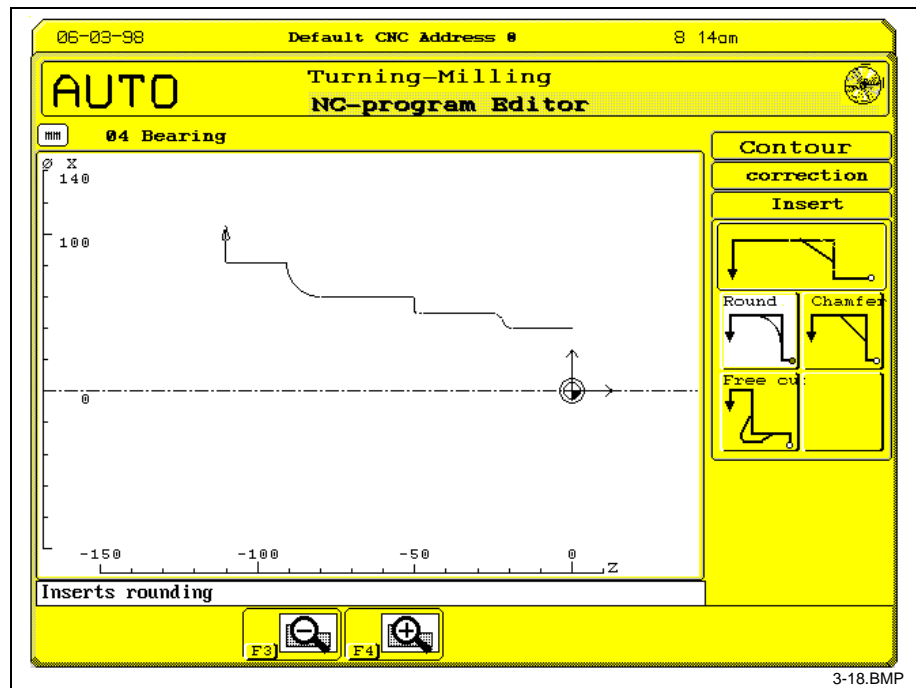 06-03-98 Default CNC Address 0 8 14am
AUTO
Turning-Milling
NC-program Editor
mm 04 Bearing
Ø X
140
100
0
-150 -100 -50 0
Z
Contour
correction
Insert
Round Chamfer
Free cu
Inserts rounding
F3 F4
3-18.BMP